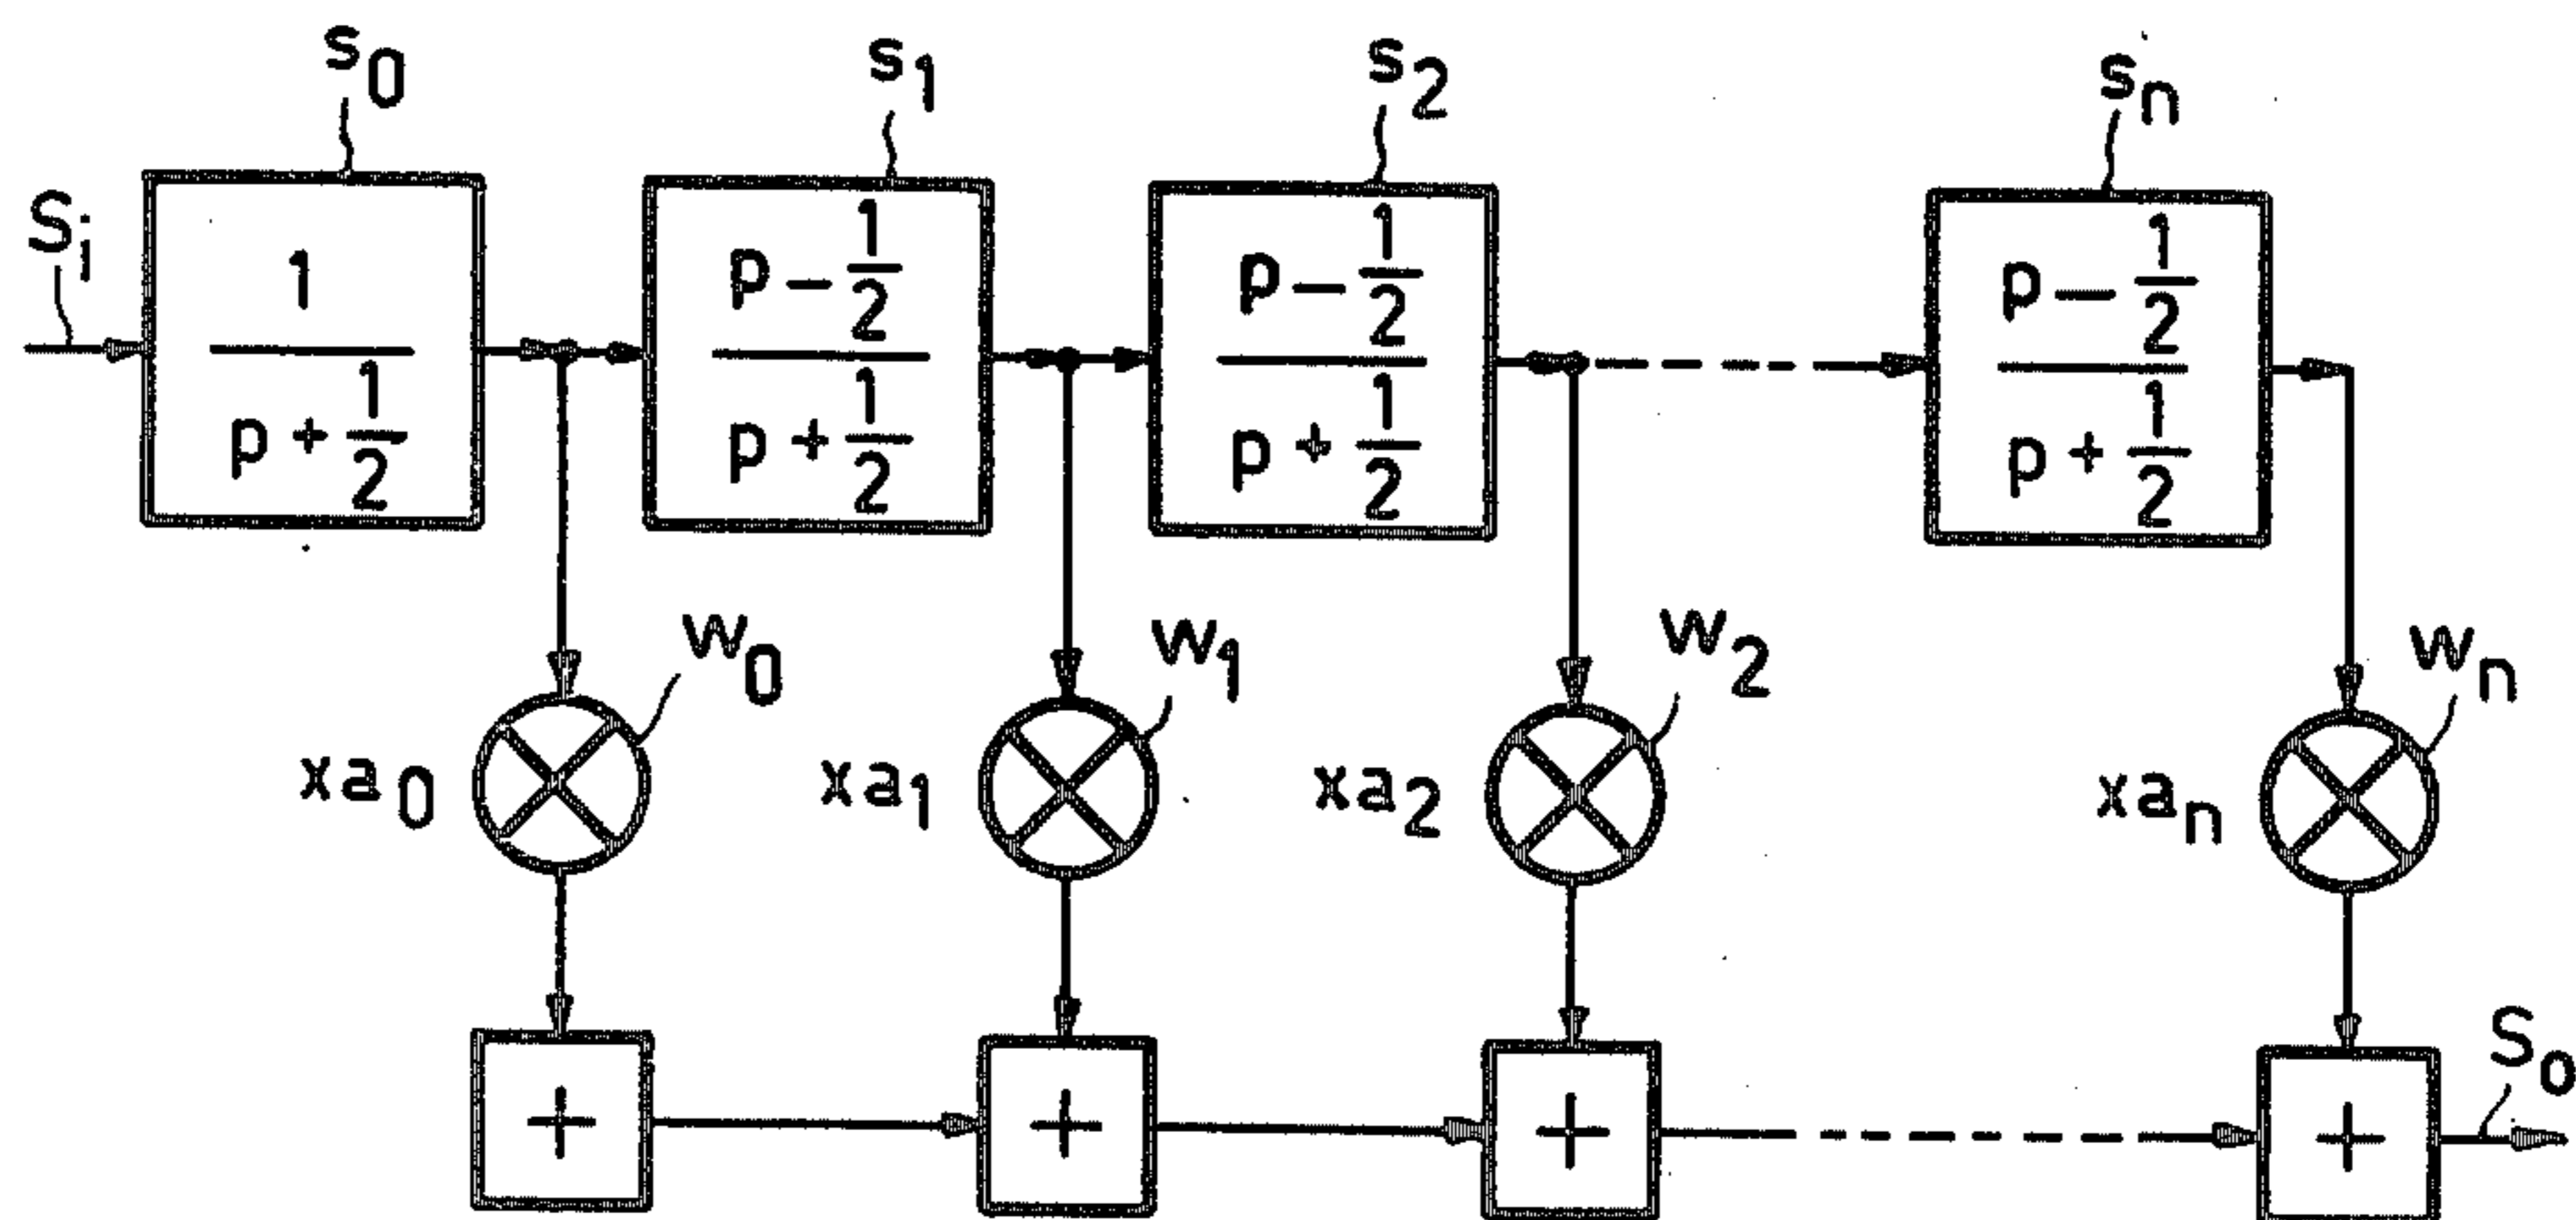 s0 s1 s2 sn
Si
1 / (p + 1/2)
(p - 1/2) / (p + 1/2)
(p - 1/2) / (p + 1/2)
(p - 1/2) / (p + 1/2)
w0 w1 w2 wn
xa0 xa1 xa2 xan
+ + + +
So